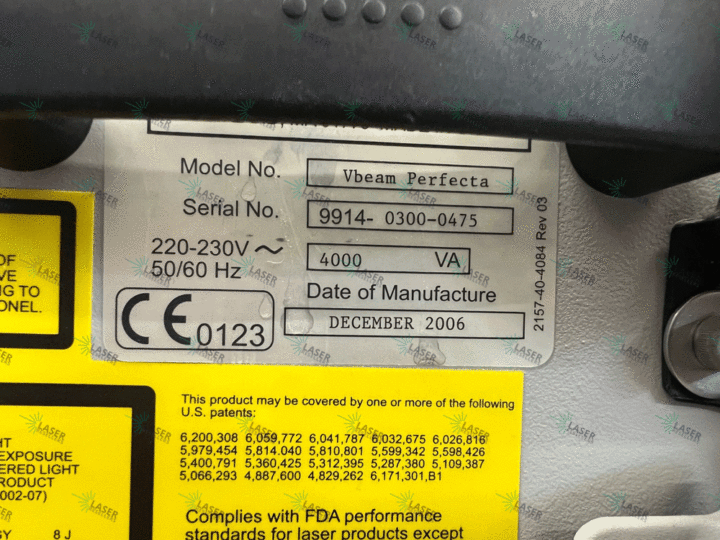 Model No. Vbeam Perfecta
Serial No. 9914- 0300-0475
220-230V ~ 4000 VA
50/60 Hz
Date of Manufacture
CE 0123 DECEMBER 2006
2157-40-4084 Rev 03
OF
VE
NG TO
ONEL.
This product may be covered by one or more of the following
U.S. patents:
6,200,308 6,059,772 6,041,787 6,032,675 6,026,816
5,979,454 5,814.040 5,810,801 5,599,342 5,598,426
5,400,791 5,360,425 5,312,395 5,287,380 5,109,387
5,066,293 4,887,600 4,829,262 6,171,301,B1
Complies with FDA performance
standards for laser products except
HT
EXPOSURE
ERED LIGHT
RODUCT
002-07)
GY 8 J
LASER